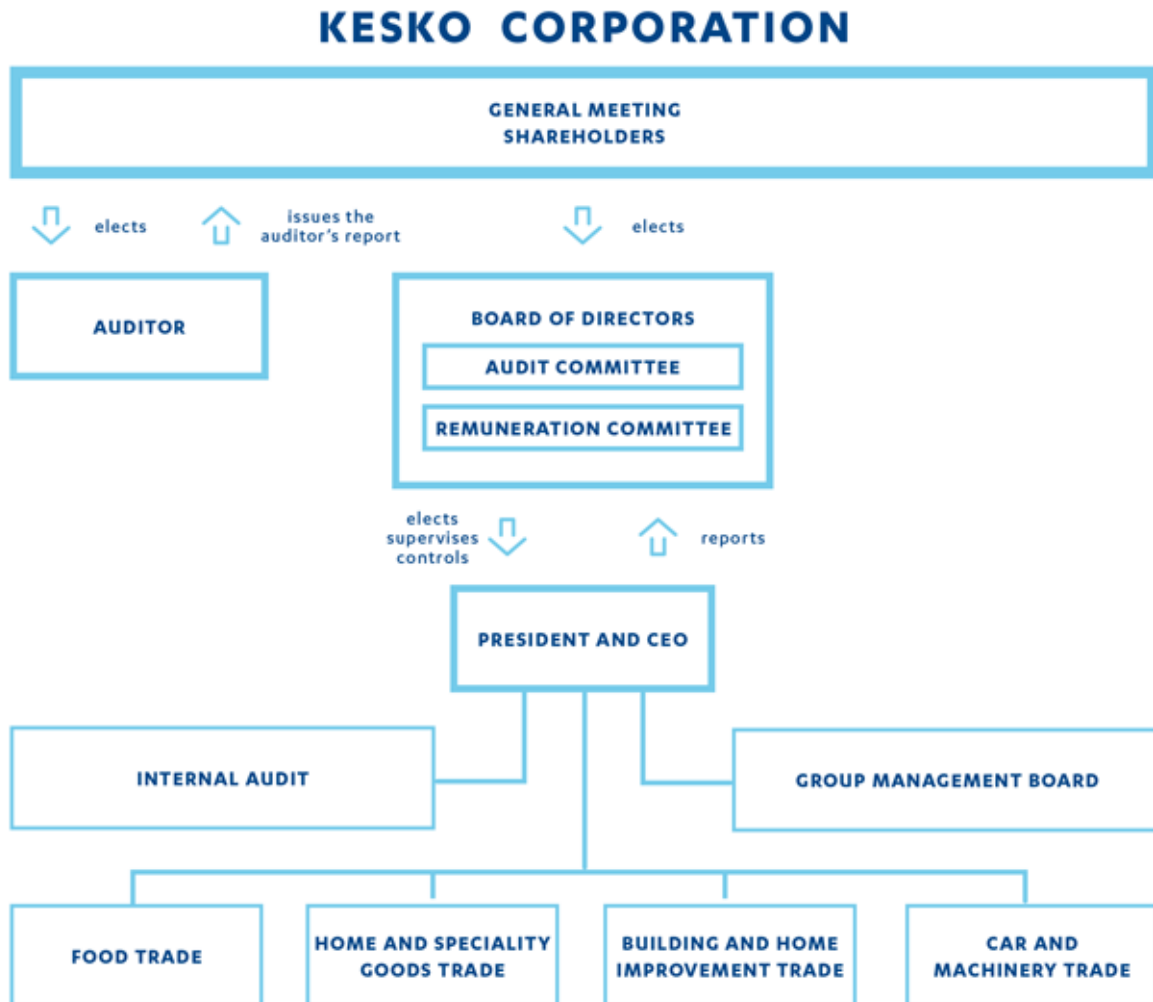 KESKO CORPORATION
GENERAL MEETING
SHAREHOLDERS
elects
issues the
auditor's report
elects
AUDITOR
BOARD OF DIRECTORS
AUDIT COMMITTEE
REMUNERATION COMMITTEE
elects
supervises
controls
reports
PRESIDENT AND CEO
INTERNAL AUDIT
GROUP MANAGEMENT BOARD
FOOD TRADE
HOME AND SPECIALITY
GOODS TRADE
BUILDING AND HOME
IMPROVEMENT TRADE
CAR AND
MACHINERY TRADE